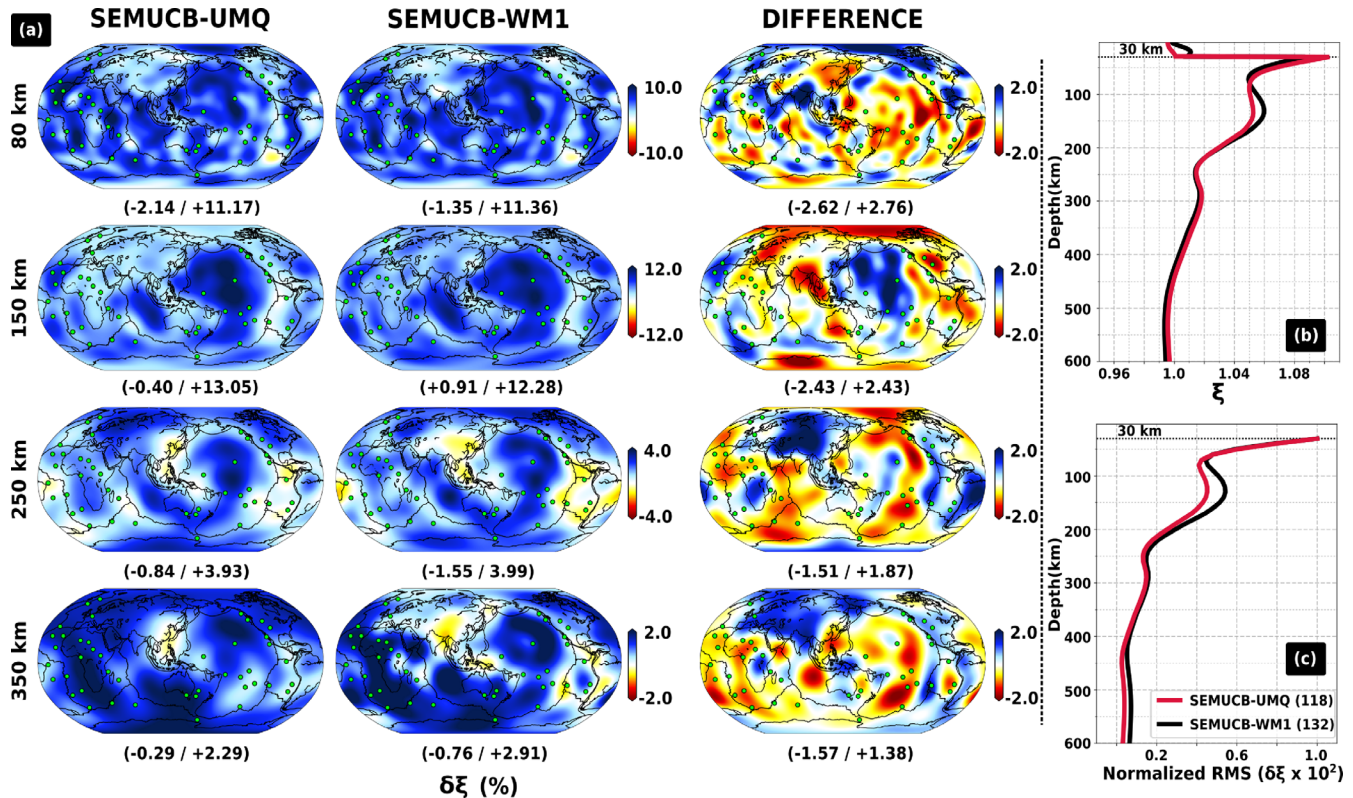 (a)
SEMUCB-UMQ
SEMUCB-WM1
DIFFERENCE
80 km
10.0
-10.0
2.0
-2.0
(-2.14 / +11.17)
(-1.35 / +11.36)
(-2.62 / +2.76)
150 km
12.0
-12.0
2.0
-2.0
(-0.40 / +13.05)
(+0.91 / +12.28)
(-2.43 / +2.43)
250 km
4.0
-4.0
2.0
-2.0
(-0.84 / +3.93)
(-1.55 / 3.99)
(-1.51 / +1.87)
350 km
2.0
-2.0
2.0
-2.0
(-0.29 / +2.29)
(-0.76 / +2.91)
(-1.57 / +1.38)
δξ (%)
30 km
100
200
300
400
500
600
Depth(km)
(b)
0.96
1.0
1.04
1.08
ξ
30 km
100
200
300
400
500
600
Depth(km)
(c)
SEMUCB-UMQ (118)
SEMUCB-WM1 (132)
0.2
0.6
1.0
Normalized RMS (δξ x 10²)